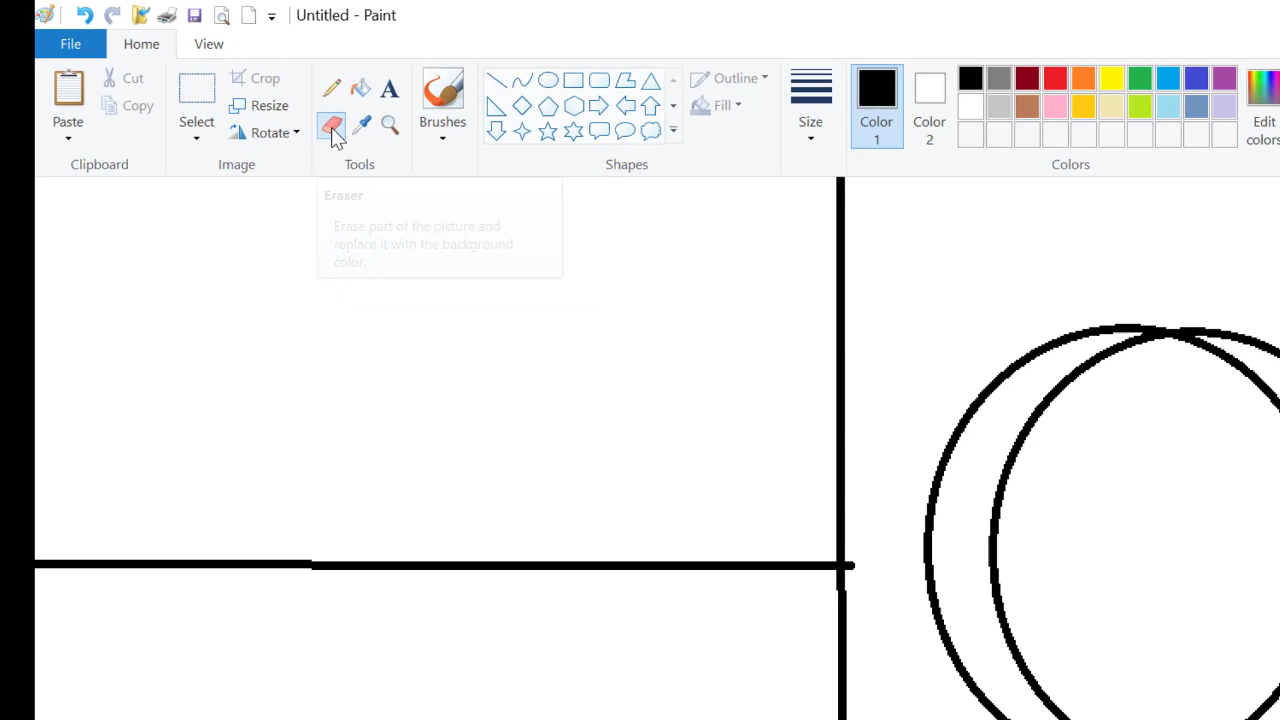 Untitled - Paint
File Home View
Paste
Cut
Copy
Clipboard
Select
Crop
Resize
Rotate
Image
A
Tools
Brushes
Shapes
Outline
Fill
Size
Color
1
Color
2
Edit
colors
Colors
Eraser
Erase part of the picture and
replace it with the background
color.